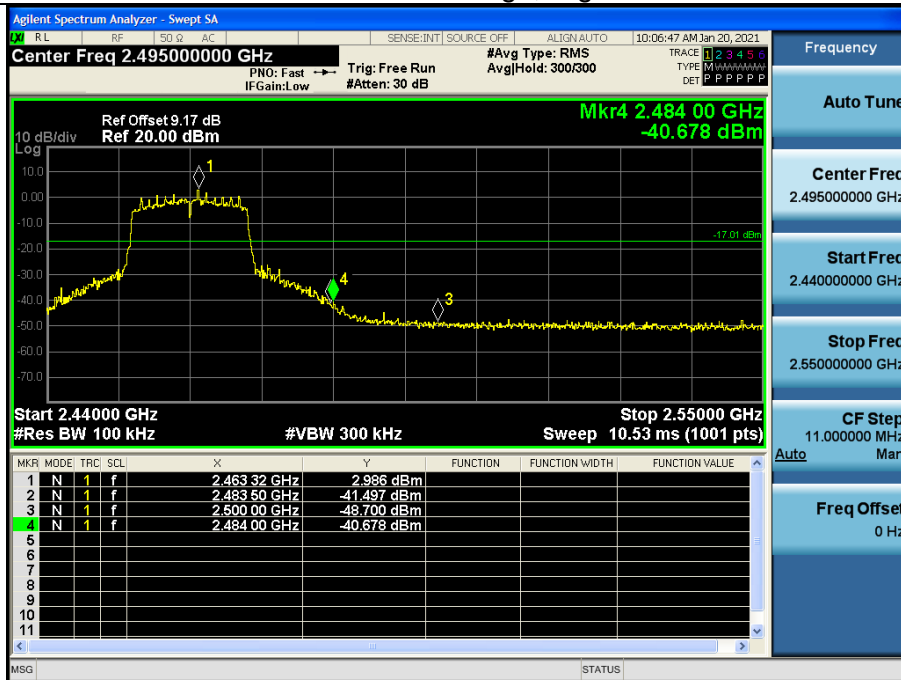 Agilent Spectrum Analyzer - Swept SA
LXI RL RF 50 Ω AC SENSE:INT SOURCE OFF ALIGN AUTO 10:06:47 AM Jan 20, 2021
Center Freq 2.495000000 GHz
PNO: Fast
IFGain:Low
Trig: Free Run
#Atten: 30 dB
#Avg Type: RMS
Avg|Hold: 300/300
TRACE 1 2 3 4 5 6
TYPE M
DET P P P P P P
Frequency
Mkr4 2.484 00 GHz
-40.678 dBm
Ref Offset 9.17 dB
10 dB/div Ref 20.00 dBm
Log
10.0
0.00
-10.0
-20.0
-30.0
-40.0
-50.0
-60.0
-70.0
1
4
3
-17.01 dBm
Start 2.44000 GHz Stop 2.55000 GHz
#Res BW 100 kHz #VBW 300 kHz Sweep 10.53 ms (1001 pts)
MKR MODE TRC SCL X Y FUNCTION FUNCTION WIDTH FUNCTION VALUE
1 N 1 f 2.463 32 GHz 2.986 dBm
2 N 1 f 2.483 50 GHz -41.497 dBm
3 N 1 f 2.500 00 GHz -48.700 dBm
4 N 1 f 2.484 00 GHz -40.678 dBm
5
6
7
8
9
10
11
MSG STATUS
Auto Tune
Center Freq
2.495000000 GHz
Start Freq
2.440000000 GHz
Stop Freq
2.550000000 GHz
CF Step
11.000000 MHz
Auto Man
Freq Offset
0 Hz